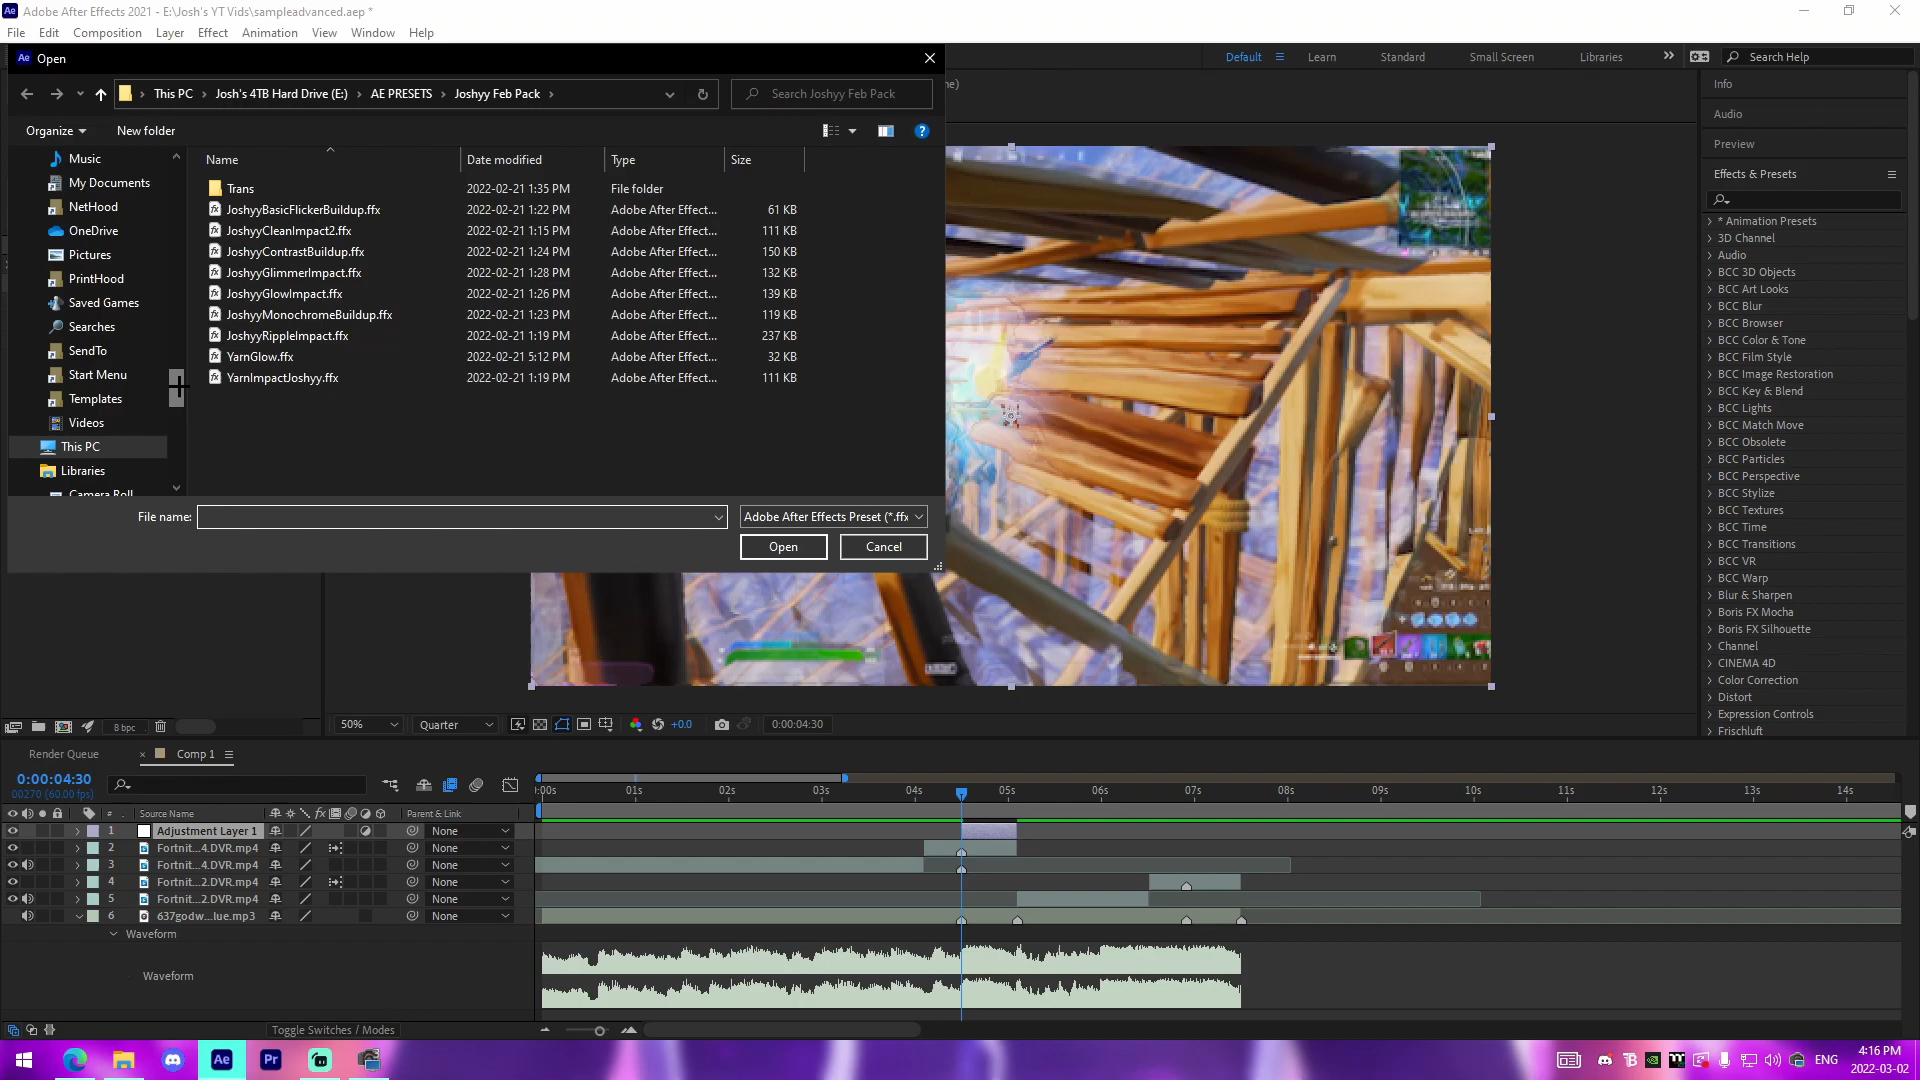 Ae Adobe After Effects 2021 - E:\Josh's YT Vids\sampleadvanced.aep *
File Edit Composition Layer Effect Animation View Window Help
Ae Open
Default Learn Standard Small Screen Libraries Search Help
This PC Josh's 4TB Hard Drive (E:) AE PRESETS Joshyy Feb Pack Search Joshyy Feb Pack
Organize New folder
Name Date modified Type Size
Trans 2022-02-21 1:35 PM File folder
JoshyyBasicFlickerBuildup.ffx 2022-02-21 1:22 PM Adobe After Effect... 61 KB
JoshyyCleanImpact2.ffx 2022-02-21 1:15 PM Adobe After Effect... 111 KB
JoshyyContrastBuildup.ffx 2022-02-21 1:24 PM Adobe After Effect... 150 KB
JoshyyGlimmerImpact.ffx 2022-02-21 1:28 PM Adobe After Effect... 132 KB
JoshyyGlowImpact.ffx 2022-02-21 1:26 PM Adobe After Effect... 139 KB
JoshyyMonochromeBuildup.ffx 2022-02-21 1:23 PM Adobe After Effect... 119 KB
JoshyyRippleImpact.ffx 2022-02-21 1:19 PM Adobe After Effect... 237 KB
YarnGlow.ffx 2022-02-21 5:12 PM Adobe After Effect... 32 KB
YarnImpactJoshyy.ffx 2022-02-21 1:19 PM Adobe After Effect... 111 KB
Music
My Documents
NetHood
OneDrive
Pictures
PrintHood
Saved Games
Searches
SendTo
Start Menu
Templates
Videos
This PC
Libraries
Camera Roll
File name: Adobe After Effects Preset (*.ffx
Open Cancel
Info
Audio
Preview
Effects & Presets
* Animation Presets
3D Channel
Audio
BCC 3D Objects
BCC Art Looks
BCC Blur
BCC Browser
BCC Color & Tone
BCC Film Style
BCC Image Restoration
BCC Key & Blend
BCC Lights
BCC Match Move
BCC Obsolete
BCC Particles
BCC Perspective
BCC Stylize
BCC Textures
BCC Time
BCC Transitions
BCC VR
BCC Warp
Blur & Sharpen
Boris FX Mocha
Boris FX Silhouette
Channel
CINEMA 4D
Color Correction
Distort
Expression Controls
Frischluft
8 bpc 50% Quarter +0.0 0:00:04:30
Render Queue Comp 1
0:00:04:30
00270 (60.00 fps)
:00s 01s 02s 03s 04s 05s 06s 07s 08s 09s 10s 11s 12s 13s 14s
# Source Name Parent & Link
1 Adjustment Layer 1 None
2 Fortnit...4.DVR.mp4 None
3 Fortnit...4.DVR.mp4 None
4 Fortnit...2.DVR.mp4 None
5 Fortnit...2.DVR.mp4 None
6 637godw...lue.mp3 None
Waveform
Waveform
Toggle Switches / Modes
Ae Pr ENG 4:16 PM
2022-03-02